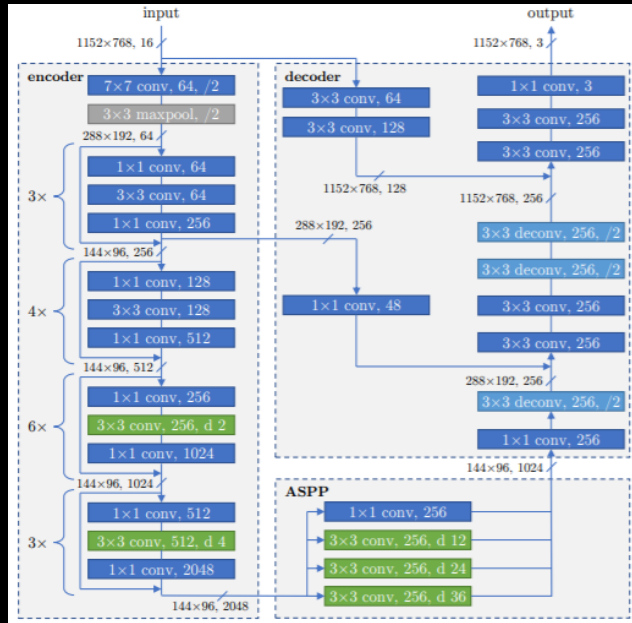 input
1152×768, 16
encoder
7×7 conv, 64, /2
3×3 maxpool, /2
288×192, 64
3×
1×1 conv, 64
3×3 conv, 64
1×1 conv, 256
144×96, 256
4×
1×1 conv, 128
3×3 conv, 128
1×1 conv, 512
144×96, 512
6×
1×1 conv, 256
3×3 conv, 256, d 2
1×1 conv, 1024
144×96, 1024
3×
1×1 conv, 512
3×3 conv, 512, d 4
1×1 conv, 2048
144×96, 2048
ASPP
1×1 conv, 256
3×3 conv, 256, d 12
3×3 conv, 256, d 24
3×3 conv, 256, d 36
144×96, 1024
decoder
3×3 conv, 64
3×3 conv, 128
1152×768, 128
288×192, 256
1×1 conv, 48
output
1152×768, 3
1×1 conv, 3
3×3 conv, 256
3×3 conv, 256
1152×768, 256
3×3 deconv, 256, /2
3×3 deconv, 256, /2
3×3 conv, 256
3×3 conv, 256
288×192, 256
3×3 deconv, 256, /2
1×1 conv, 256